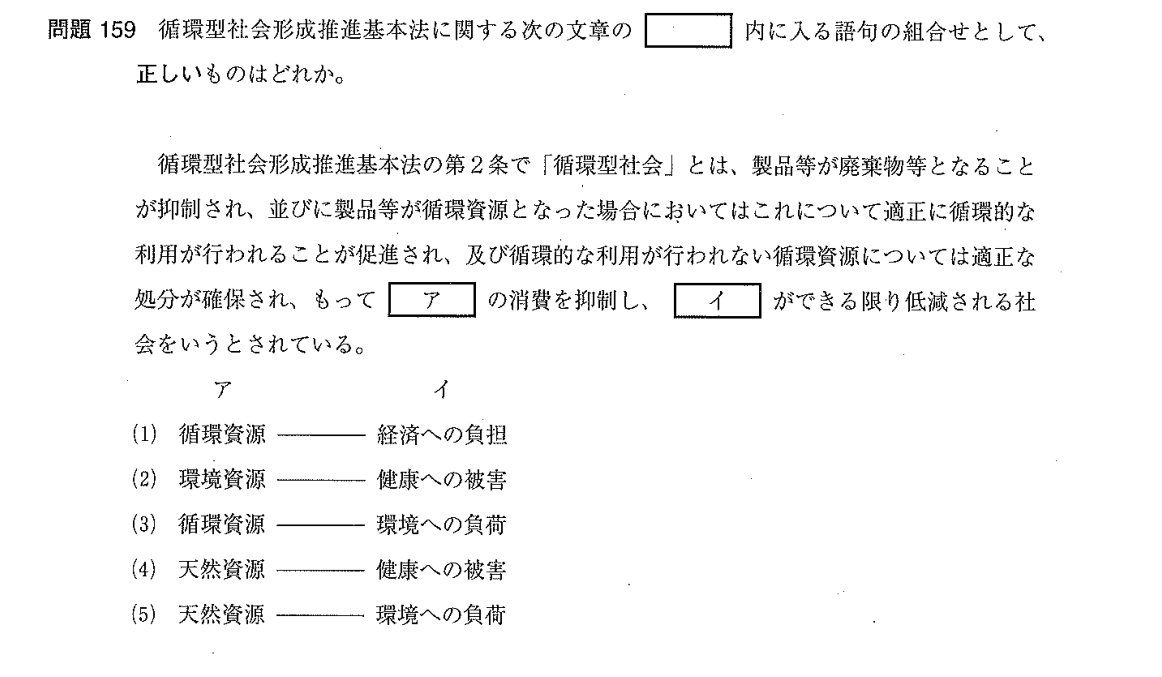 問題 159 循環型社会形成推進基本法に関する次の文章の 内に入る語句の組合せとして、
正しいものはどれか。
循環型社会形成推進基本法の第2条で「循環型社会」とは、製品等が廃棄物等となること
が抑制され、並びに製品等が循環資源となった場合においてはこれについて適正に循環的な
利用が行われることが促進され、及び循環的な利用が行われない循環資源については適正な
処分が確保され、もって ア の消費を抑制し、 イ ができる限り低減される社
会をいうとされている。
ア イ
(1) 循環資源 ―――― 経済への負担
(2) 環境資源 ―――― 健康への被害
(3) 循環資源 ―――― 環境への負荷
(4) 天然資源 ―――― 健康への被害
(5) 天然資源 ―――― 環境への負荷